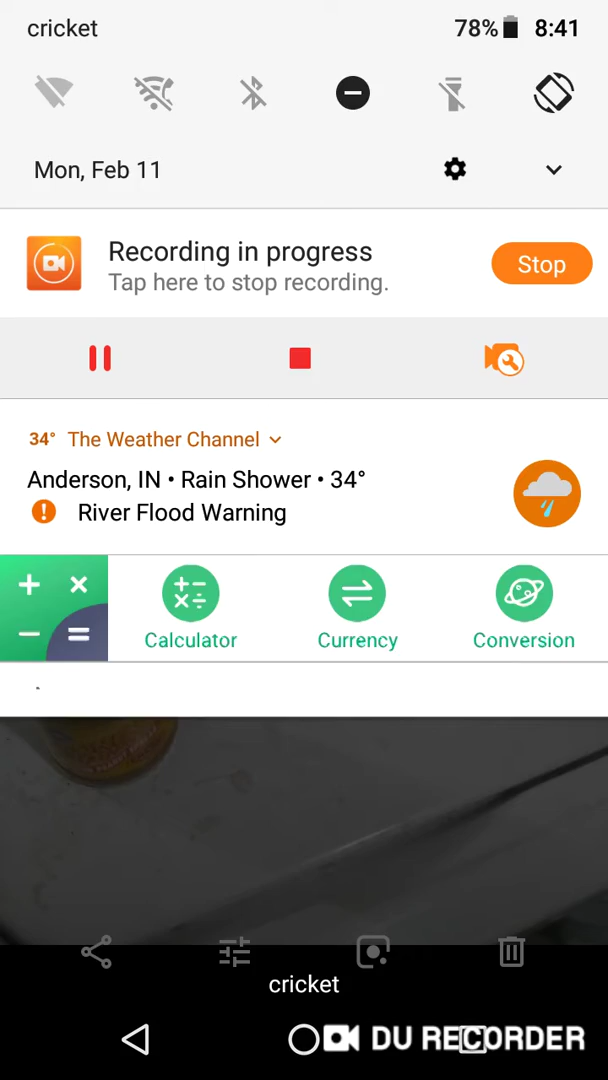 cricket 78% 8:41
Mon, Feb 11
Recording in progress
Tap here to stop recording.
Stop
34° The Weather Channel
Anderson, IN • Rain Shower • 34°
River Flood Warning
Calculator Currency Conversion
cricket
DU RECORDER